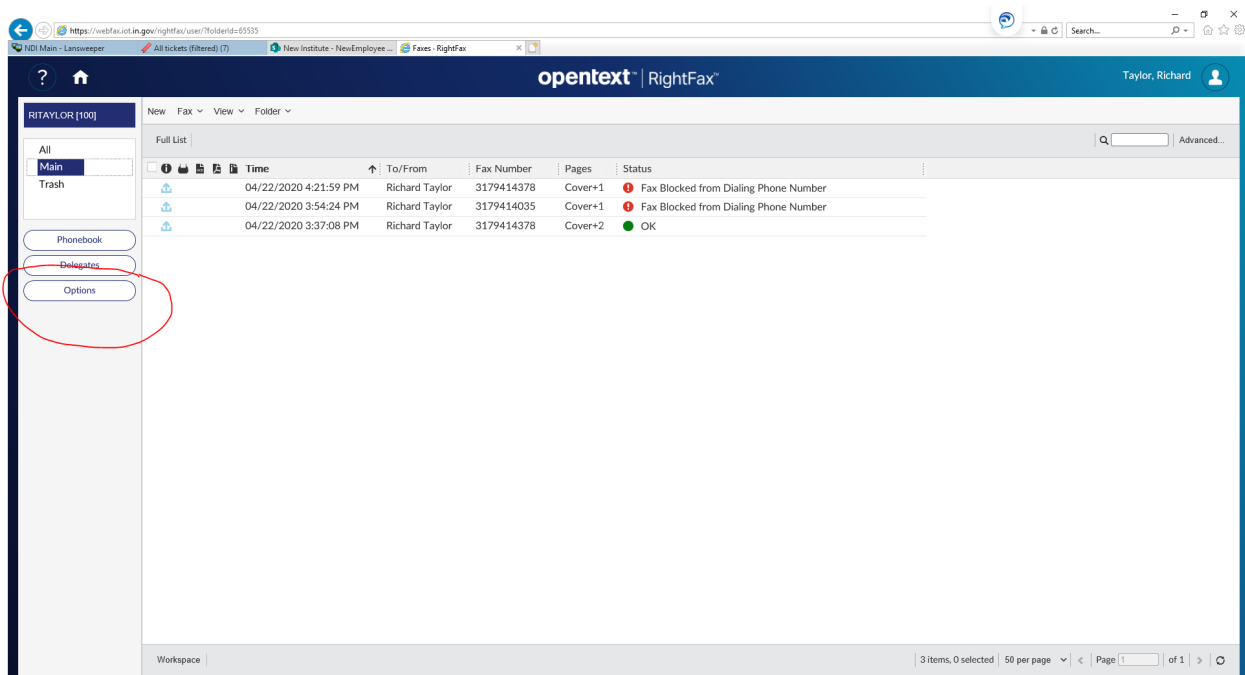 https://webfax.iot.in.gov/rightfax/user/?folderId=65535
Search...
NDI Main - Lansweeper
All tickets (filtered) (7)
New Institute - NewEmployee ...
Faxes - RightFax
?
opentext™ | RightFax™
Taylor, Richard
RITAYLOR [100]
New Fax View Folder
All
Main
Trash
Full List
Advanced...
Time To/From Fax Number Pages Status
04/22/2020 4:21:59 PM Richard Taylor 3179414378 Cover+1 Fax Blocked from Dialing Phone Number
04/22/2020 3:54:24 PM Richard Taylor 3179414035 Cover+1 Fax Blocked from Dialing Phone Number
04/22/2020 3:37:08 PM Richard Taylor 3179414378 Cover+2 OK
Phonebook
Delegates
Options
Workspace
3 items, 0 selected 50 per page Page 1 of 1